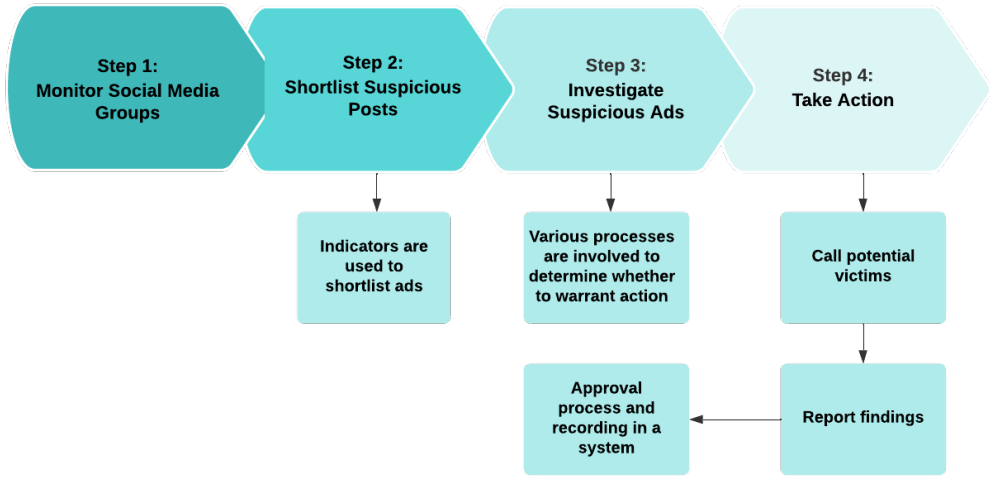 Step 1:
Monitor Social Media
Groups
Step 2:
Shortlist Suspicious
Posts
Step 3:
Investigate
Suspicious Ads
Step 4:
Take Action
Indicators are
used to
shortlist ads
Various processes
are involved to
determine whether
to warrant action
Call potential
victims
Approval
process and
recording in a
system
Report findings